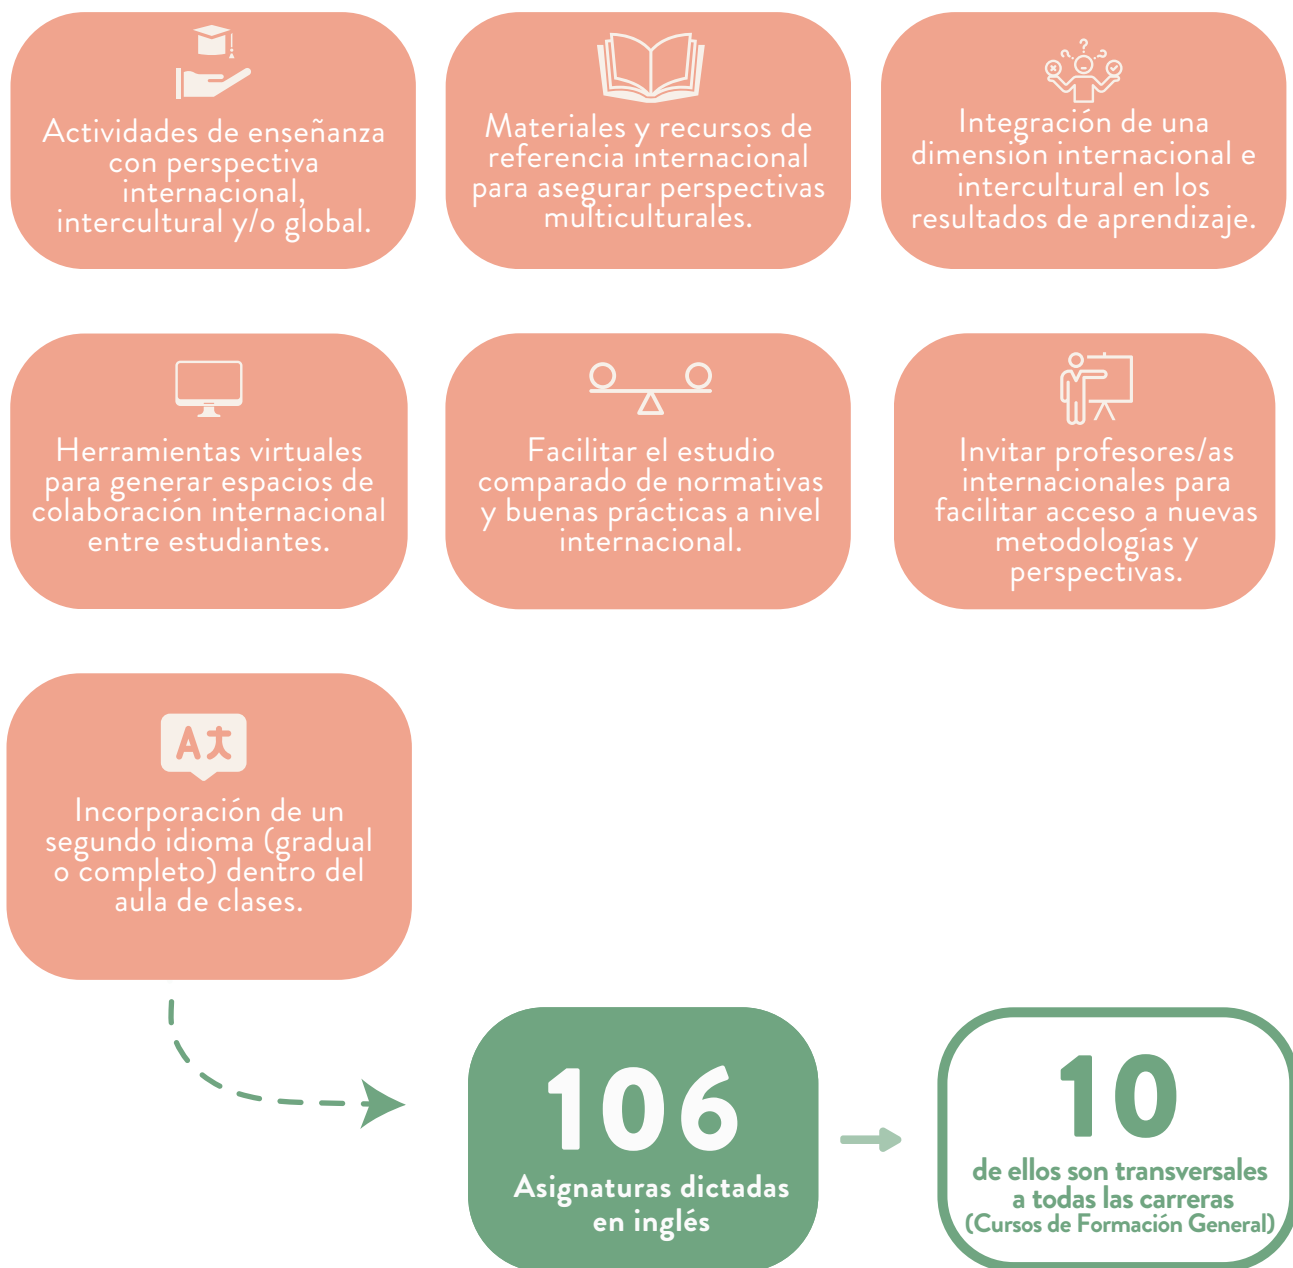 Actividades de enseñanza
con perspectiva
internacional,
intercultural y/o global.
Materiales y recursos de
referencia internacional
para asegurar perspectivas
multiculturales.
Integración de una
dimensión internacional e
intercultural en los
resultados de aprendizaje.
Herramientas virtuales
para generar espacios de
colaboración internacional
entre estudiantes.
Facilitar el estudio
comparado de normativas
y buenas prácticas a nivel
internacional.
Invitar profesores/as
internacionales para
facilitar acceso a nuevas
metodologías y
perspectivas.
Incorporación de un
segundo idioma (gradual
o completo) dentro del
aula de clases.
106
Asignaturas dictadas
en inglés
10
de ellos son transversales
a todas las carreras
(Cursos de Formación General)